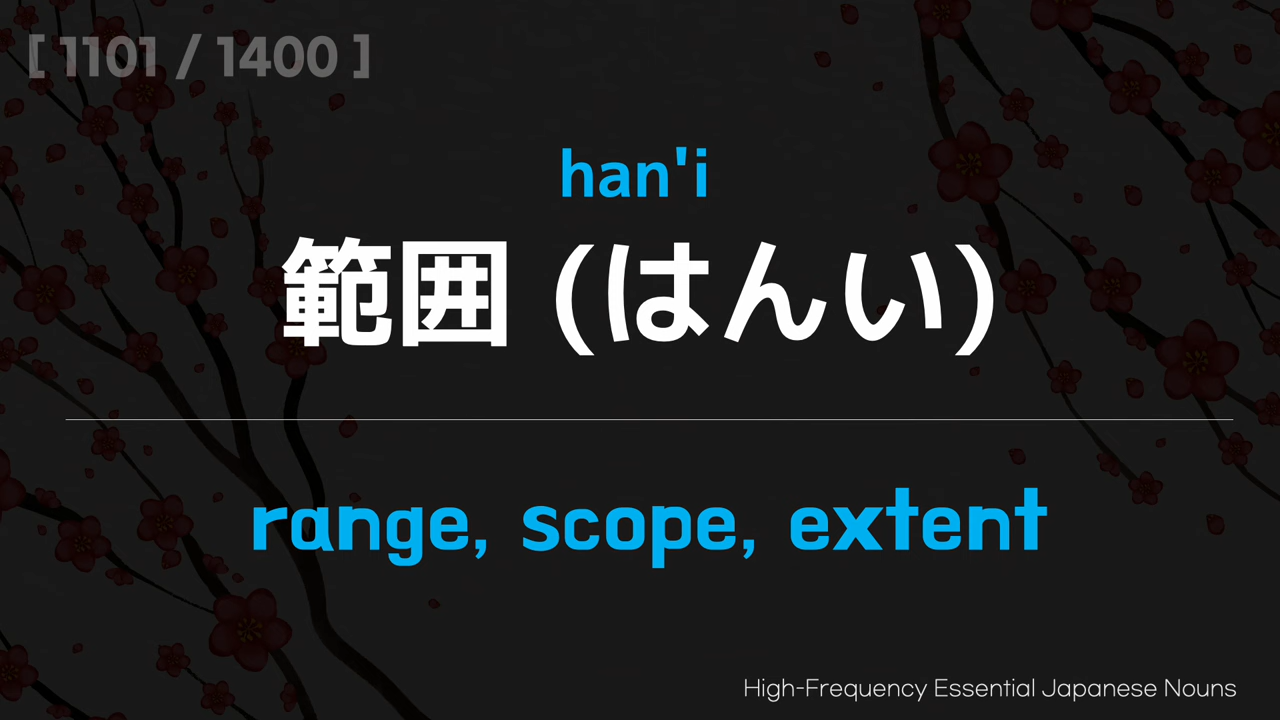 [ 1101 / 1400 ]
han'i
範囲 (はんい)
range, scope, extent
High-Frequency Essential Japanese Nouns